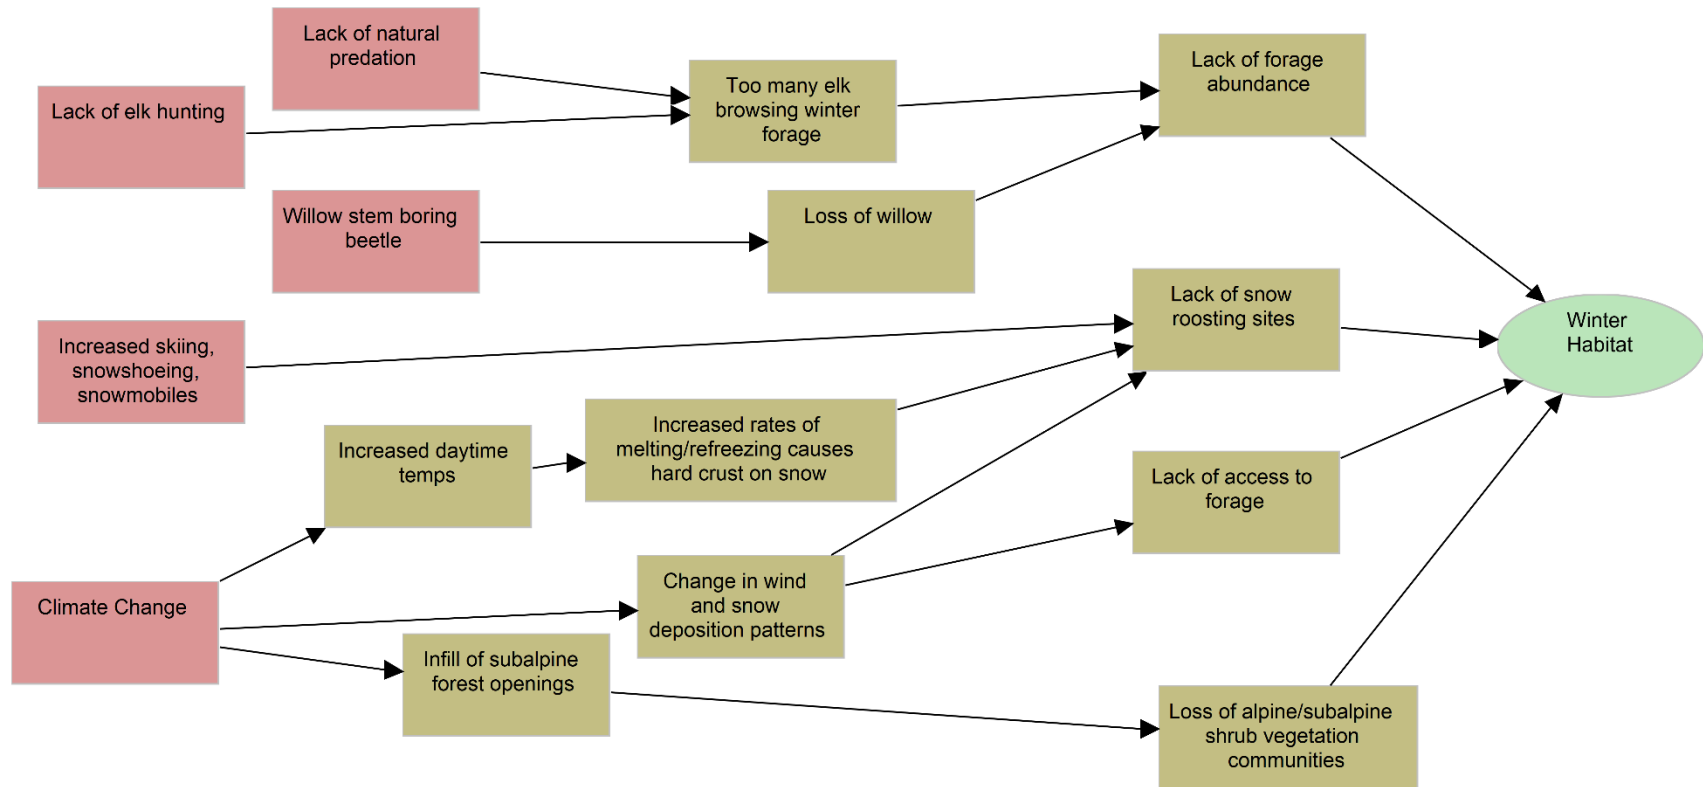 Lack of natural
predation
Lack of elk hunting
Too many elk
browsing winter
forage
Lack of forage
abundance
Willow stem boring
beetle
Loss of willow
Lack of snow
roosting sites
Winter
Habitat
Increased skiing,
snowshoeing,
snowmobiles
Increased daytime
temps
Increased rates of
melting/refreezing causes
hard crust on snow
Lack of access to
forage
Climate Change
Change in wind
and snow
deposition patterns
Infill of subalpine
forest openings
Loss of alpine/subalpine
shrub vegetation
communities